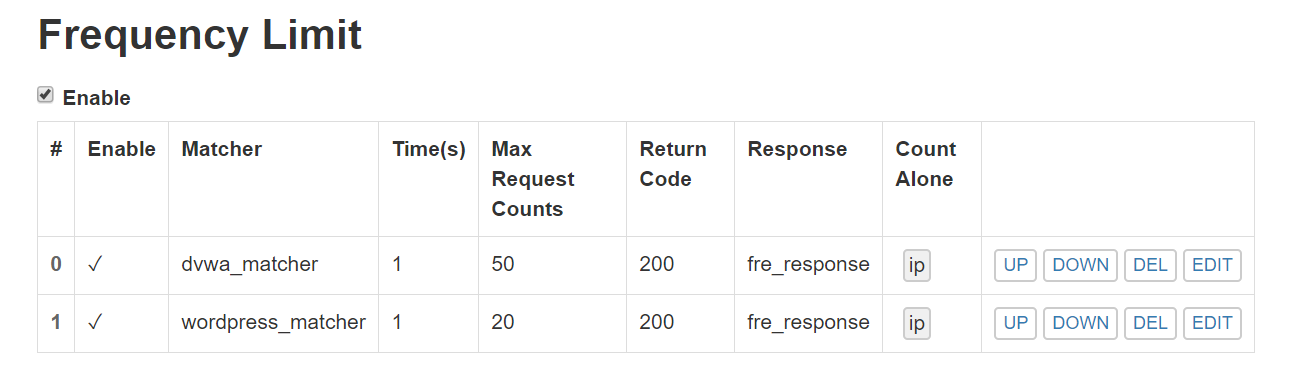 Frequency Limit
Enable
# Enable Matcher Time(s) Max Request Counts Return Code Response Count Alone
0 ✓ dvwa_matcher 1 50 200 fre_response ip UP DOWN DEL EDIT
1 ✓ wordpress_matcher 1 20 200 fre_response ip UP DOWN DEL EDIT